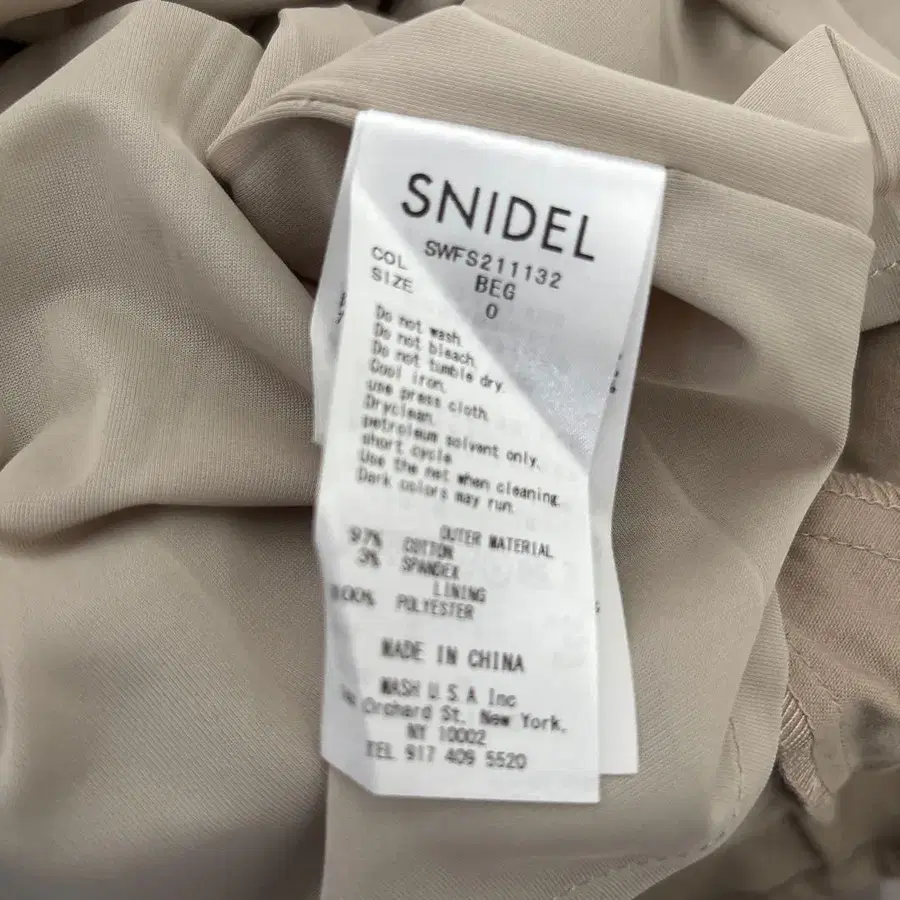 SNIDEL
SWFS211132
COL BEG
SIZE 0
Do not wash.
Do not bleach.
Do not tumble dry.
Cool iron.
use press cloth.
Dryclean.
petroleum solvent only.
short cycle
Use the net when cleaning.
Dark colors may run.
OUTER MATERIAL
97% COTTON
3% SPANDEX
LINING
100% POLYESTER
MADE IN CHINA
MASH U.S.A Inc
Orchard St. New York,
NY 10002
TEL 917 409 5520